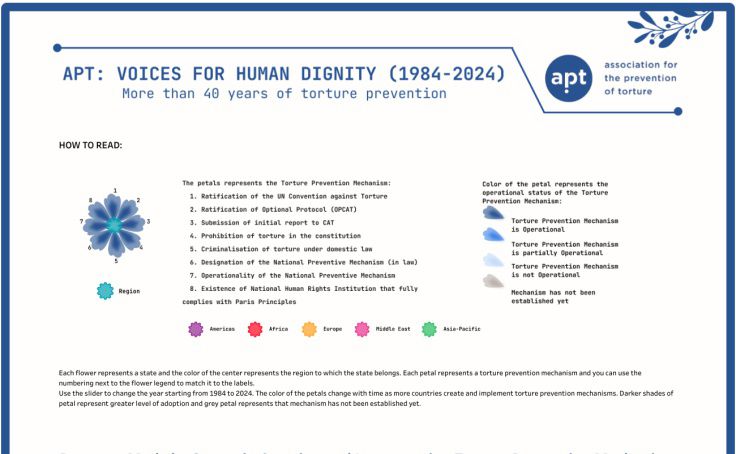 APT: VOICES FOR HUMAN DIGNITY (1984-2024)
More than 40 years of torture prevention
apt
association for
the prevention
of torture
HOW TO READ:
1
2
3
4
5
6
7
8
Region
The petals represents the Torture Prevention Mechanism:
1. Ratification of the UN Convention against Torture
2. Ratification of Optional Protocol (OPCAT)
3. Submission of initial report to CAT
4. Prohibition of torture in the constitution
5. Criminalisation of torture under domestic law
6. Designation of the National Preventive Mechanism (in law)
7. Operationality of the National Preventive Mechanism
8. Existence of National Human Rights Institution that fully
complies with Paris Principles
Color of the petal represents the
operational status of the Torture
Prevention Mechanism:
Torture Prevention Mechanism
is Operational
Torture Prevention Mechanism
is partially Operational
Torture Prevention Mechanism
is not Operational
Mechanism has not been
established yet
Americas
Africa
Europe
Middle East
Asia-Pacific
Each flower represents a state and the color of the center represents the region to which the state belongs. Each petal represents a torture prevention mechanism and you can use the
numbering next to the flower legend to match it to the labels.
Use the slider to change the year starting from 1984 to 2024. The color of the petals change with time as more countries create and implement torture prevention mechanisms. Darker shades of
petal represent greater level of adoption and grey petal represents that mechanism has not been established yet.